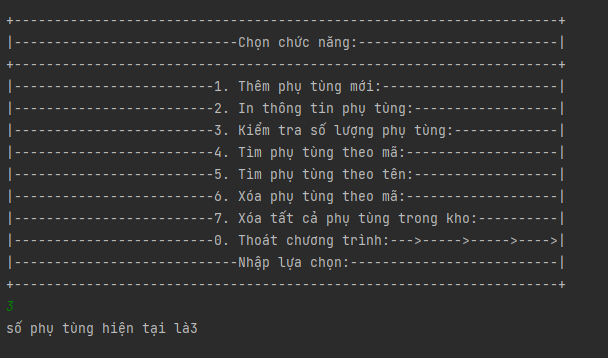 +--------------------------------------------------------------------+
|----------------------------Chọn chức năng:-------------------------|
+--------------------------------------------------------------------+
|-------------------------1. Thêm phụ tùng mới:----------------------|
|-------------------------2. In thông tin phụ tùng:------------------|
|-------------------------3. Kiểm tra số lượng phụ tùng:-------------|
|-------------------------4. Tìm phụ tùng theo mã:-------------------|
|-------------------------5. Tìm phụ tùng theo tên:------------------|
|-------------------------6. Xóa phụ tùng theo mã:-------------------|
|-------------------------7. Xóa tất cả phụ tùng trong kho:----------|
|-------------------------0. Thoát chương trình:--->----->----->---->|
|----------------------------Nhập lựa chọn:--------------------------|
+--------------------------------------------------------------------+
3
số phụ tùng hiện tại là3